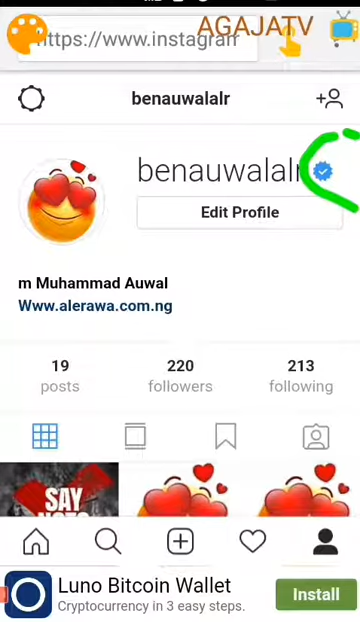 AGAJATV
https://www.instagram
benauwalalr
benauwalalr
Edit Profile
m Muhammad Auwal
Www.alerawa.com.ng
19
220
213
posts
followers
following
SAY
Luno Bitcoin Wallet
Cryptocurrency in 3 easy steps.
Install